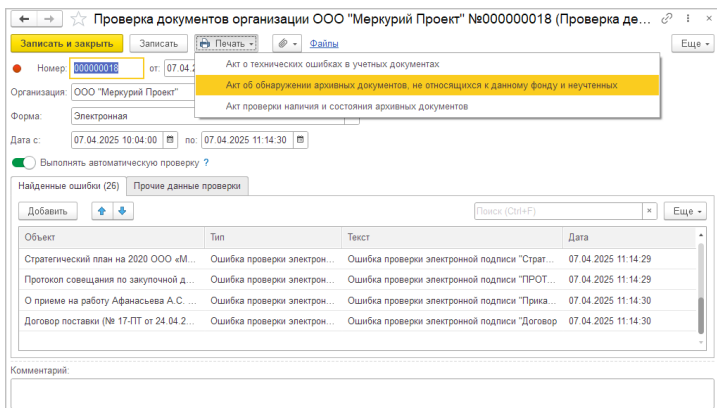 Проверка документов организации ООО "Меркурий Проект" №000000018 (Проверка де...
Записать и закрыть Записать Печать Файлы Еще
Акт о технических ошибках в учетных документах
Номер: 000000018 от: 07.04.2
Акт об обнаружении архивных документов, не относящихся к данному фонду и неучтенных
Организация: ООО "Меркурий Проект"
Акт проверки наличия и состояния архивных документов
Форма: Электронная
Дата с: 07.04.2025 10:04:00 по: 07.04.2025 11:14:30
Выполнять автоматическую проверку ?
Найденные ошибки (26) Прочие данные проверки
Добавить Поиск (Ctrl+F) × Еще
Объект Тип Текст Дата
Стратегический план на 2020 ООО «М... Ошибка проверки электрон... Ошибка проверки электронной подписи "Страт... 07.04.2025 11:14:29
Протокол совещания по закупочной д... Ошибка проверки электрон... Ошибка проверки электронной подписи "ПРОТ... 07.04.2025 11:14:29
О приеме на работу Афанасьева А.С. ... Ошибка проверки электрон... Ошибка проверки электронной подписи "Прика... 07.04.2025 11:14:30
Договор поставки (№ 17-ПТ от 24.04.2... Ошибка проверки электрон... Ошибка проверки электронной подписи "Договор 07.04.2025 11:14:30
Комментарий: